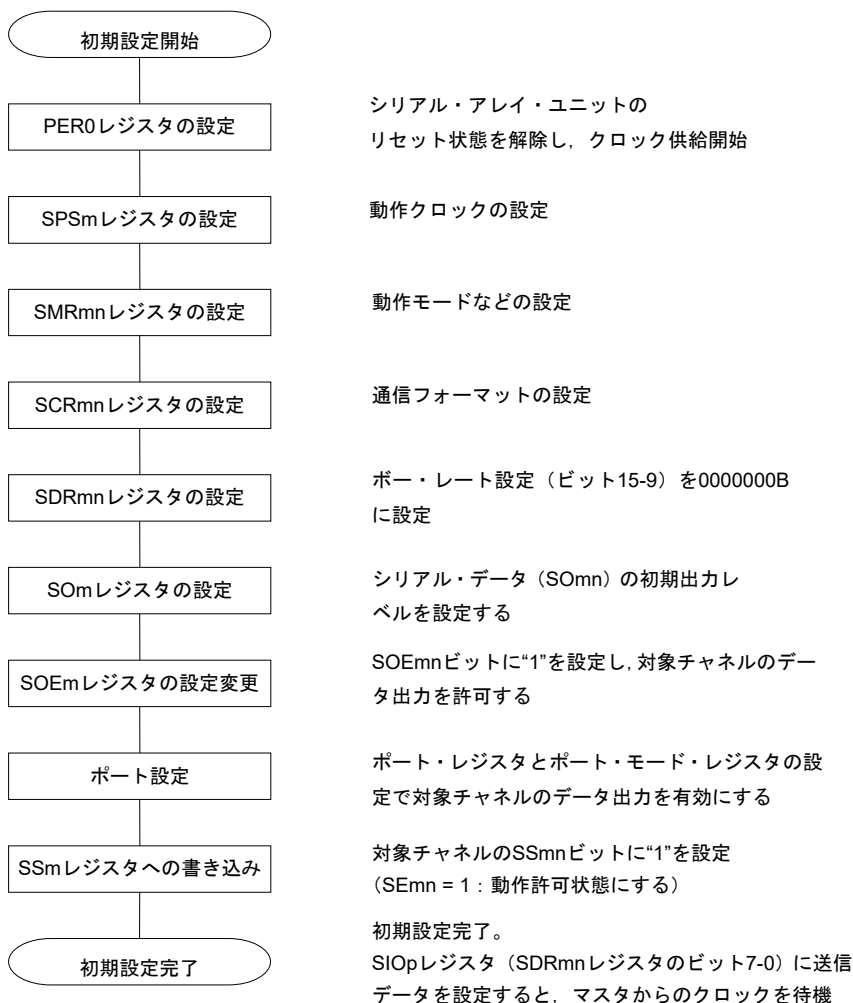 初期設定開始
PER0レジスタの設定
シリアル・アレイ・ユニットの
リセット状態を解除し，クロック供給開始
SPSmレジスタの設定
動作クロックの設定
SMRmnレジスタの設定
動作モードなどの設定
SCRmnレジスタの設定
通信フォーマットの設定
SDRmnレジスタの設定
ボー・レート設定（ビット15-9）を0000000B
に設定
SOmレジスタの設定
シリアル・データ（SOmn）の初期出力レ
ベルを設定する
SOEmレジスタの設定変更
SOEmnビットに“1”を設定し，対象チャネルのデー
タ出力を許可する
ポート設定
ポート・レジスタとポート・モード・レジスタの設
定で対象チャネルのデータ出力を有効にする
SSmレジスタへの書き込み
対象チャネルのSSmnビットに“1”を設定
（SEmn = 1：動作許可状態にする）
初期設定完了
初期設定完了。
SIOpレジスタ（SDRmnレジスタのビット7-0）に送信
データを設定すると，マスタからのクロックを待機